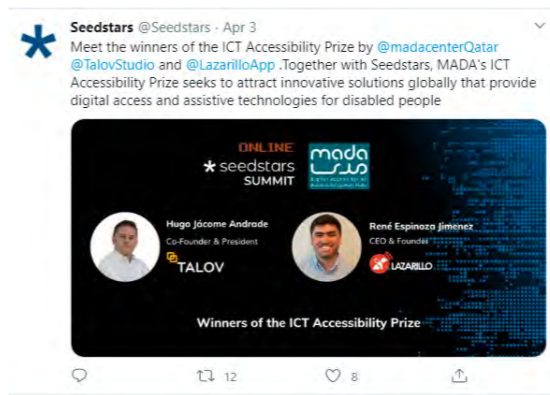 Seedstars @Seedstars · Apr 3
Meet the winners of the ICT Accessibility Prize by @madacenterQatar
@TalovStudio and @LazarilloApp .Together with Seedstars, MADA's ICT
Accessibility Prize seeks to attract innovative solutions globally that provide
digital access and assistive technologies for disabled people
ONLINE
seedstars
SUMMIT
mada
مدى
Hugo Jácome Andrade
Co-Founder & President
TALOV
René Espinoza Jimenez
CEO & Founder
LAZARILLO
Winners of the ICT Accessibility Prize
12
8